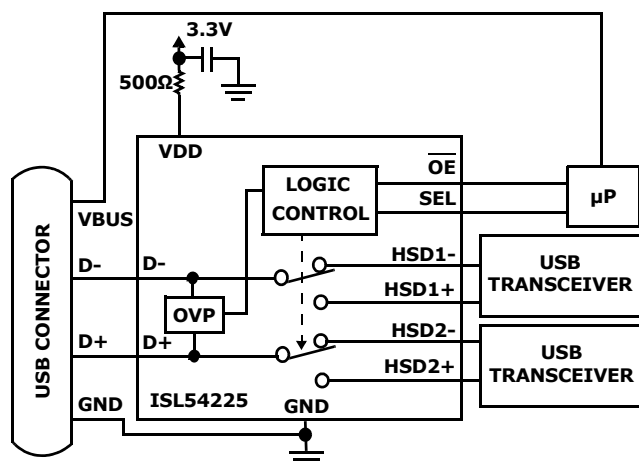 3.3V
500Ω
VDD
LOGIC
CONTROL
OE
SEL
µP
VBUS
USB CONNECTOR
D-
D-
HSD1-
USB
TRANSCEIVER
HSD1+
OVP
D+
D+
HSD2-
USB
TRANSCEIVER
HSD2+
GND
ISL54225
GND